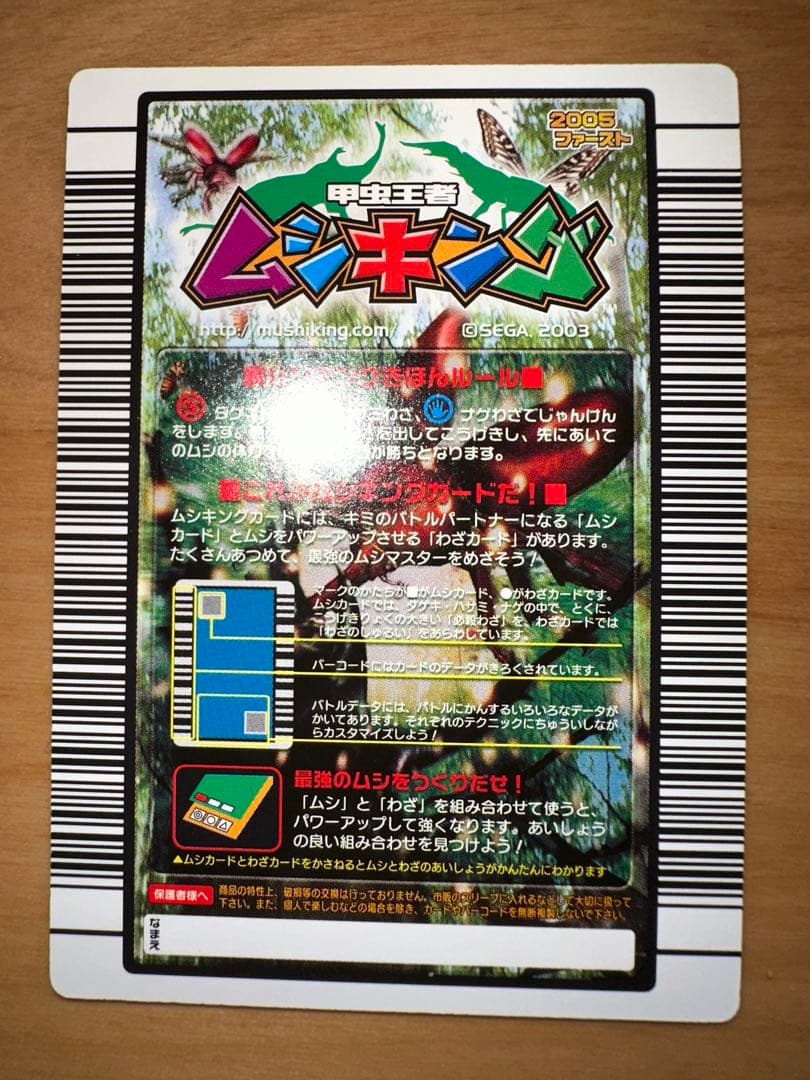 2005
ファースト
甲虫王者
ムシキング
http://mushiking.com/ ©SEGA, 2003
きほんルール■
ナゲわざでじゃんけん
をします。 を出してこうげきし、先にあいて
のムシの体力 が勝ちとなります。
■これがムシキングカードだ!■
ムシキングカードには、キミのバトルパートナーになる「ムシ
カード」とムシをパワーアップさせる「わざカード」があります。
たくさんあつめて、最強のムシマスターをめざそう!
マークのかたちが■がムシカード、●がわざカードです。
ムシカードでは、ダゲキ・ハサミ・ナゲの中で、とくに、
こうげきりょくの大きい「必殺わざ」を、わざカードでは
「わざのしゅるい」をあらわしています。
バーコードにはカードのデータがきろくされています。
バトルデータには、バトルにかんするいろいろなデータが
かいてあります。それぞれのテクニックにちゅういしなが
らカスタマイズしよう!
最強のムシをつくりだせ!
「ムシ」と「わざ」を組み合わせて使うと、
パワーアップして強くなります。あいしょう
の良い組み合わせを見つけよう!
▲ムシカードとわざカードをかさねるとムシとわざのあいしょうがかんたんにわかります
保護者様へ 商品の特性上、破損等の交換は行っておりません。市販のスリーブに入れるなどして大切に扱って
下さい。また、個人で楽しむなどの場合を除き、カードやバーコードを無断複製しないで下さい。
なまえ